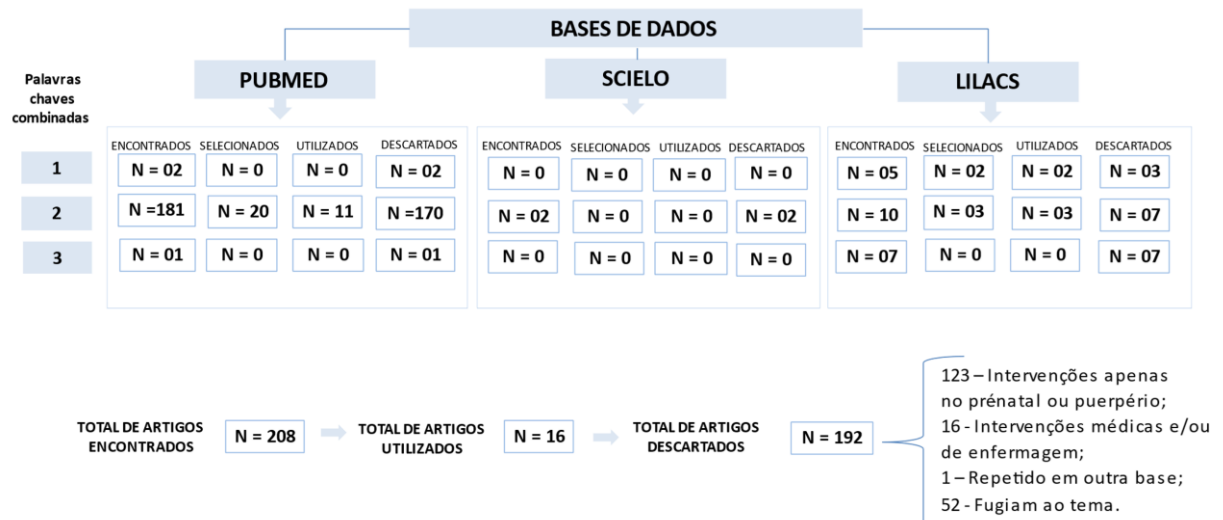 BASES DE DADOS
PUBMED
SCIELO
LILACS
Palavras
chaves
combinadas
ENCONTRADOS SELECIONADOS UTILIZADOS DESCARTADOS
ENCONTRADOS SELECIONADOS UTILIZADOS DESCARTADOS
ENCONTRADOS SELECIONADOS UTILIZADOS DESCARTADOS
1 N = 02 N = 0 N = 0 N = 02 N = 0 N = 0 N = 0 N = 0 N = 05 N = 02 N = 02 N = 03
2 N =181 N = 20 N = 11 N =170 N = 02 N = 0 N = 0 N = 02 N = 10 N = 03 N = 03 N = 07
3 N = 01 N = 0 N = 0 N = 01 N = 0 N = 0 N = 0 N = 0 N = 07 N = 0 N = 0 N = 07
TOTAL DE ARTIGOS
ENCONTRADOS
N = 208
TOTAL DE ARTIGOS
UTILIZADOS
N = 16
TOTAL DE ARTIGOS
DESCARTADOS
N = 192
123 – Intervenções apenas
no prénatal ou puerpério;
16 - Intervenções médicas e/ou
de enfermagem;
1 – Repetido em outra base;
52 - Fugiam ao tema.